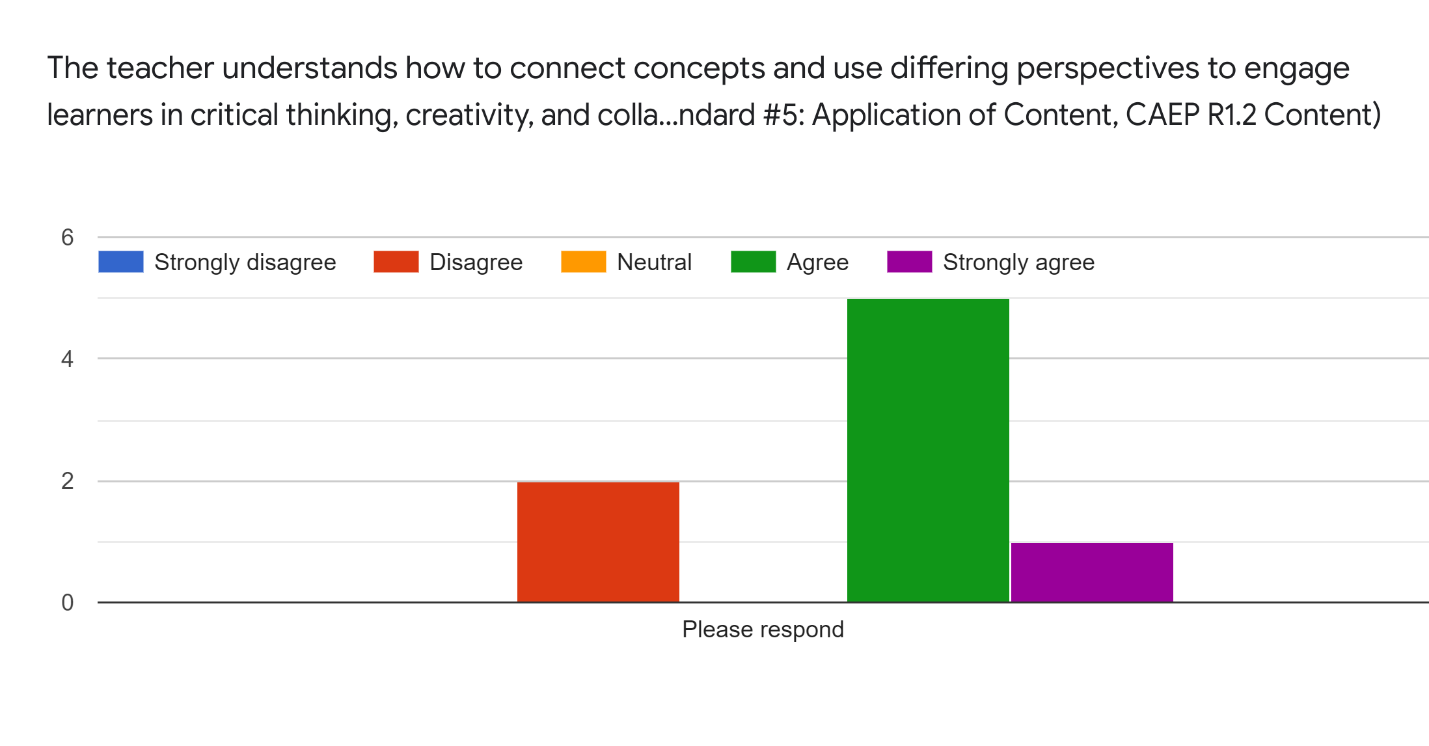 The teacher understands how to connect concepts and use differing perspectives to engage
learners in critical thinking, creativity, and colla...ndard #5: Application of Content, CAEP R1.2 Content)
6
Strongly disagree Disagree Neutral Agree Strongly agree
4
2
0
Please respond